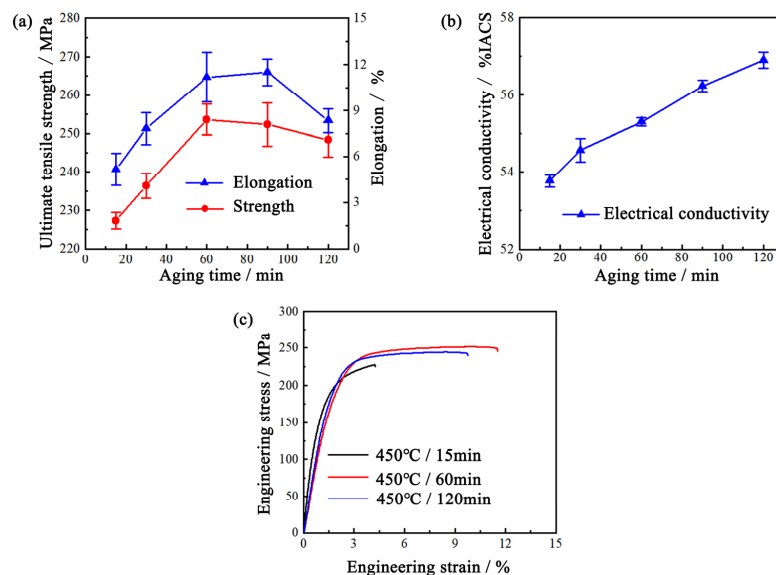 (a)
280
270
260
250
240
230
220
Ultimate tensile strength / MPa
15
12
9
6
3
0
Elongation / %
Elongation
Strength
0 20 40 60 80 100 120
Aging time / min
(b)
58
56
54
52
Electrical conductivity / %IACS
Electrical conductivity
0 20 40 60 80 100 120
Aging time / min
(c)
300
250
200
150
100
50
0
Engineering stress / MPa
450℃ / 15min
450℃ / 60min
450℃ / 120min
0 3 6 9 12 15
Engineering strain / %